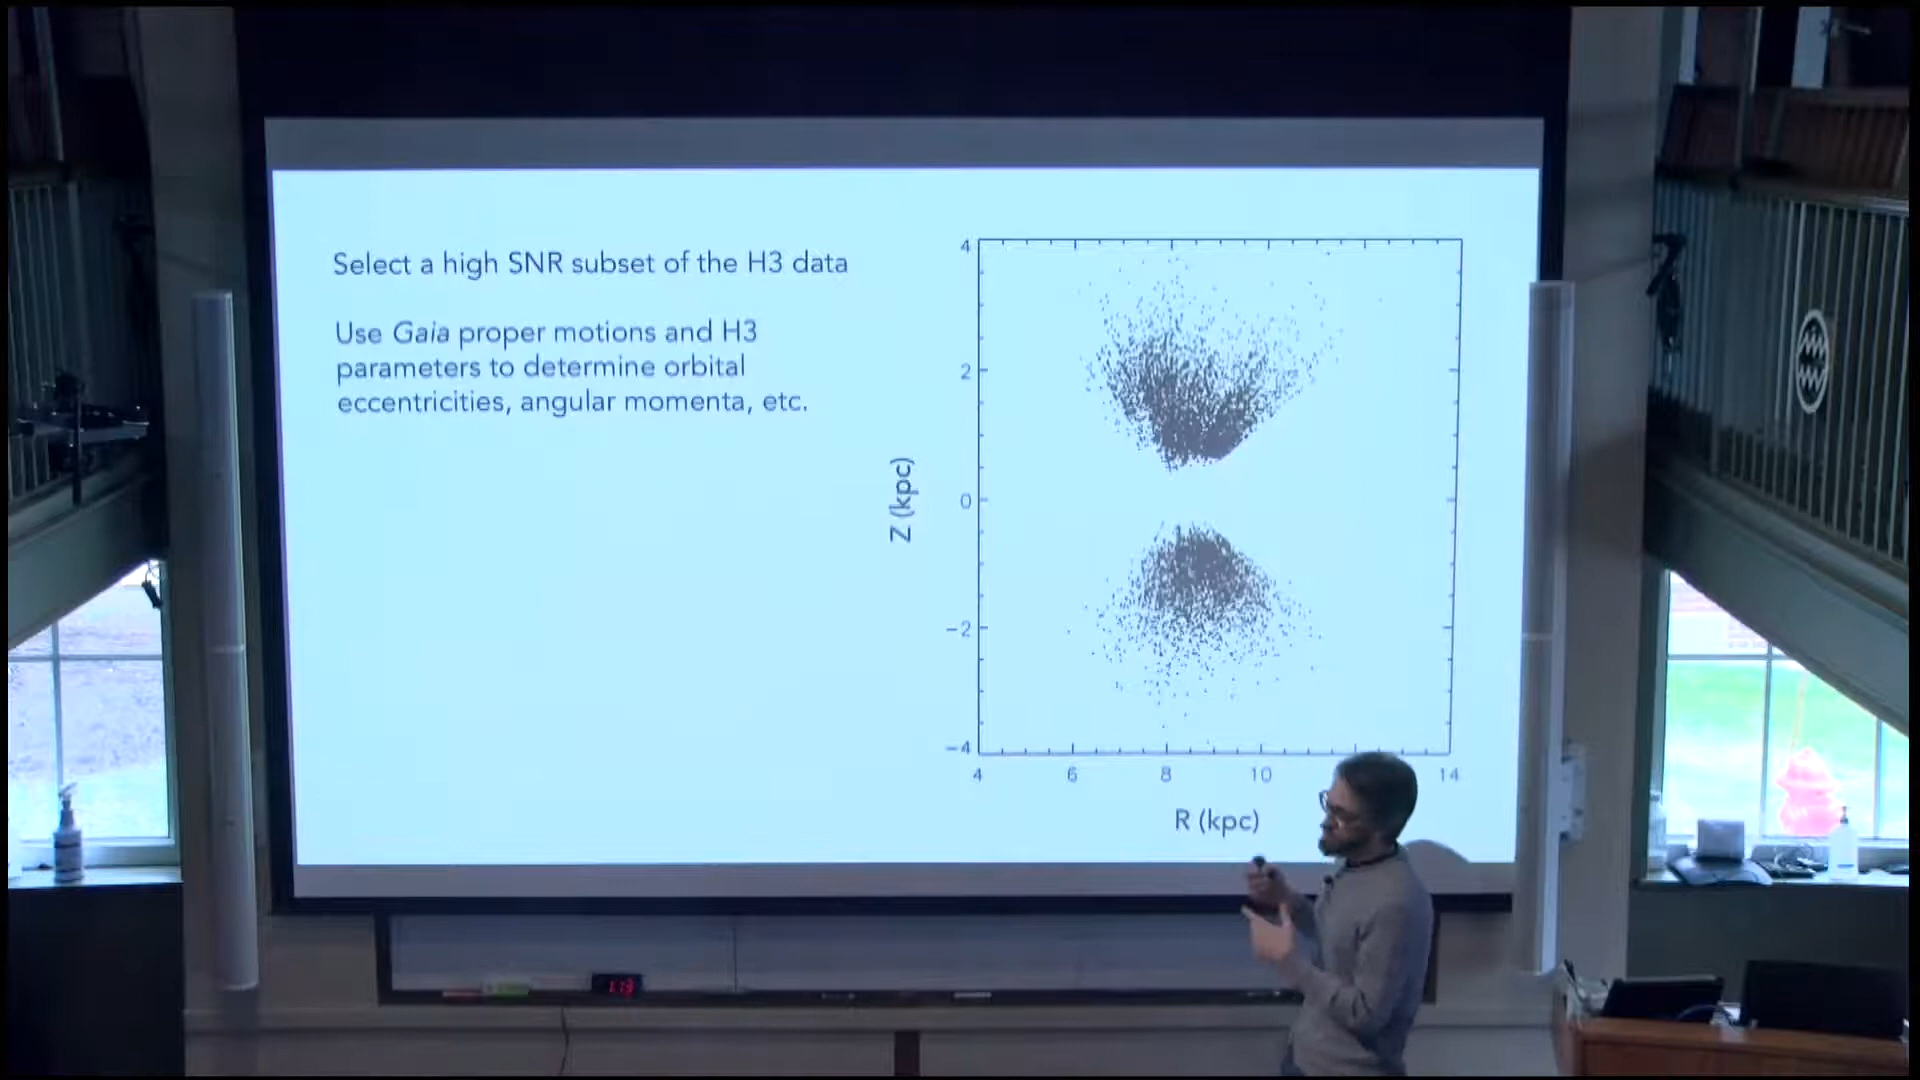 Select a high SNR subset of the H3 data
Use Gaia proper motions and H3
parameters to determine orbital
eccentricities, angular momenta, etc.
4
2
0
−2
−4
Z (kpc)
4 6 8 10 14
R (kpc)